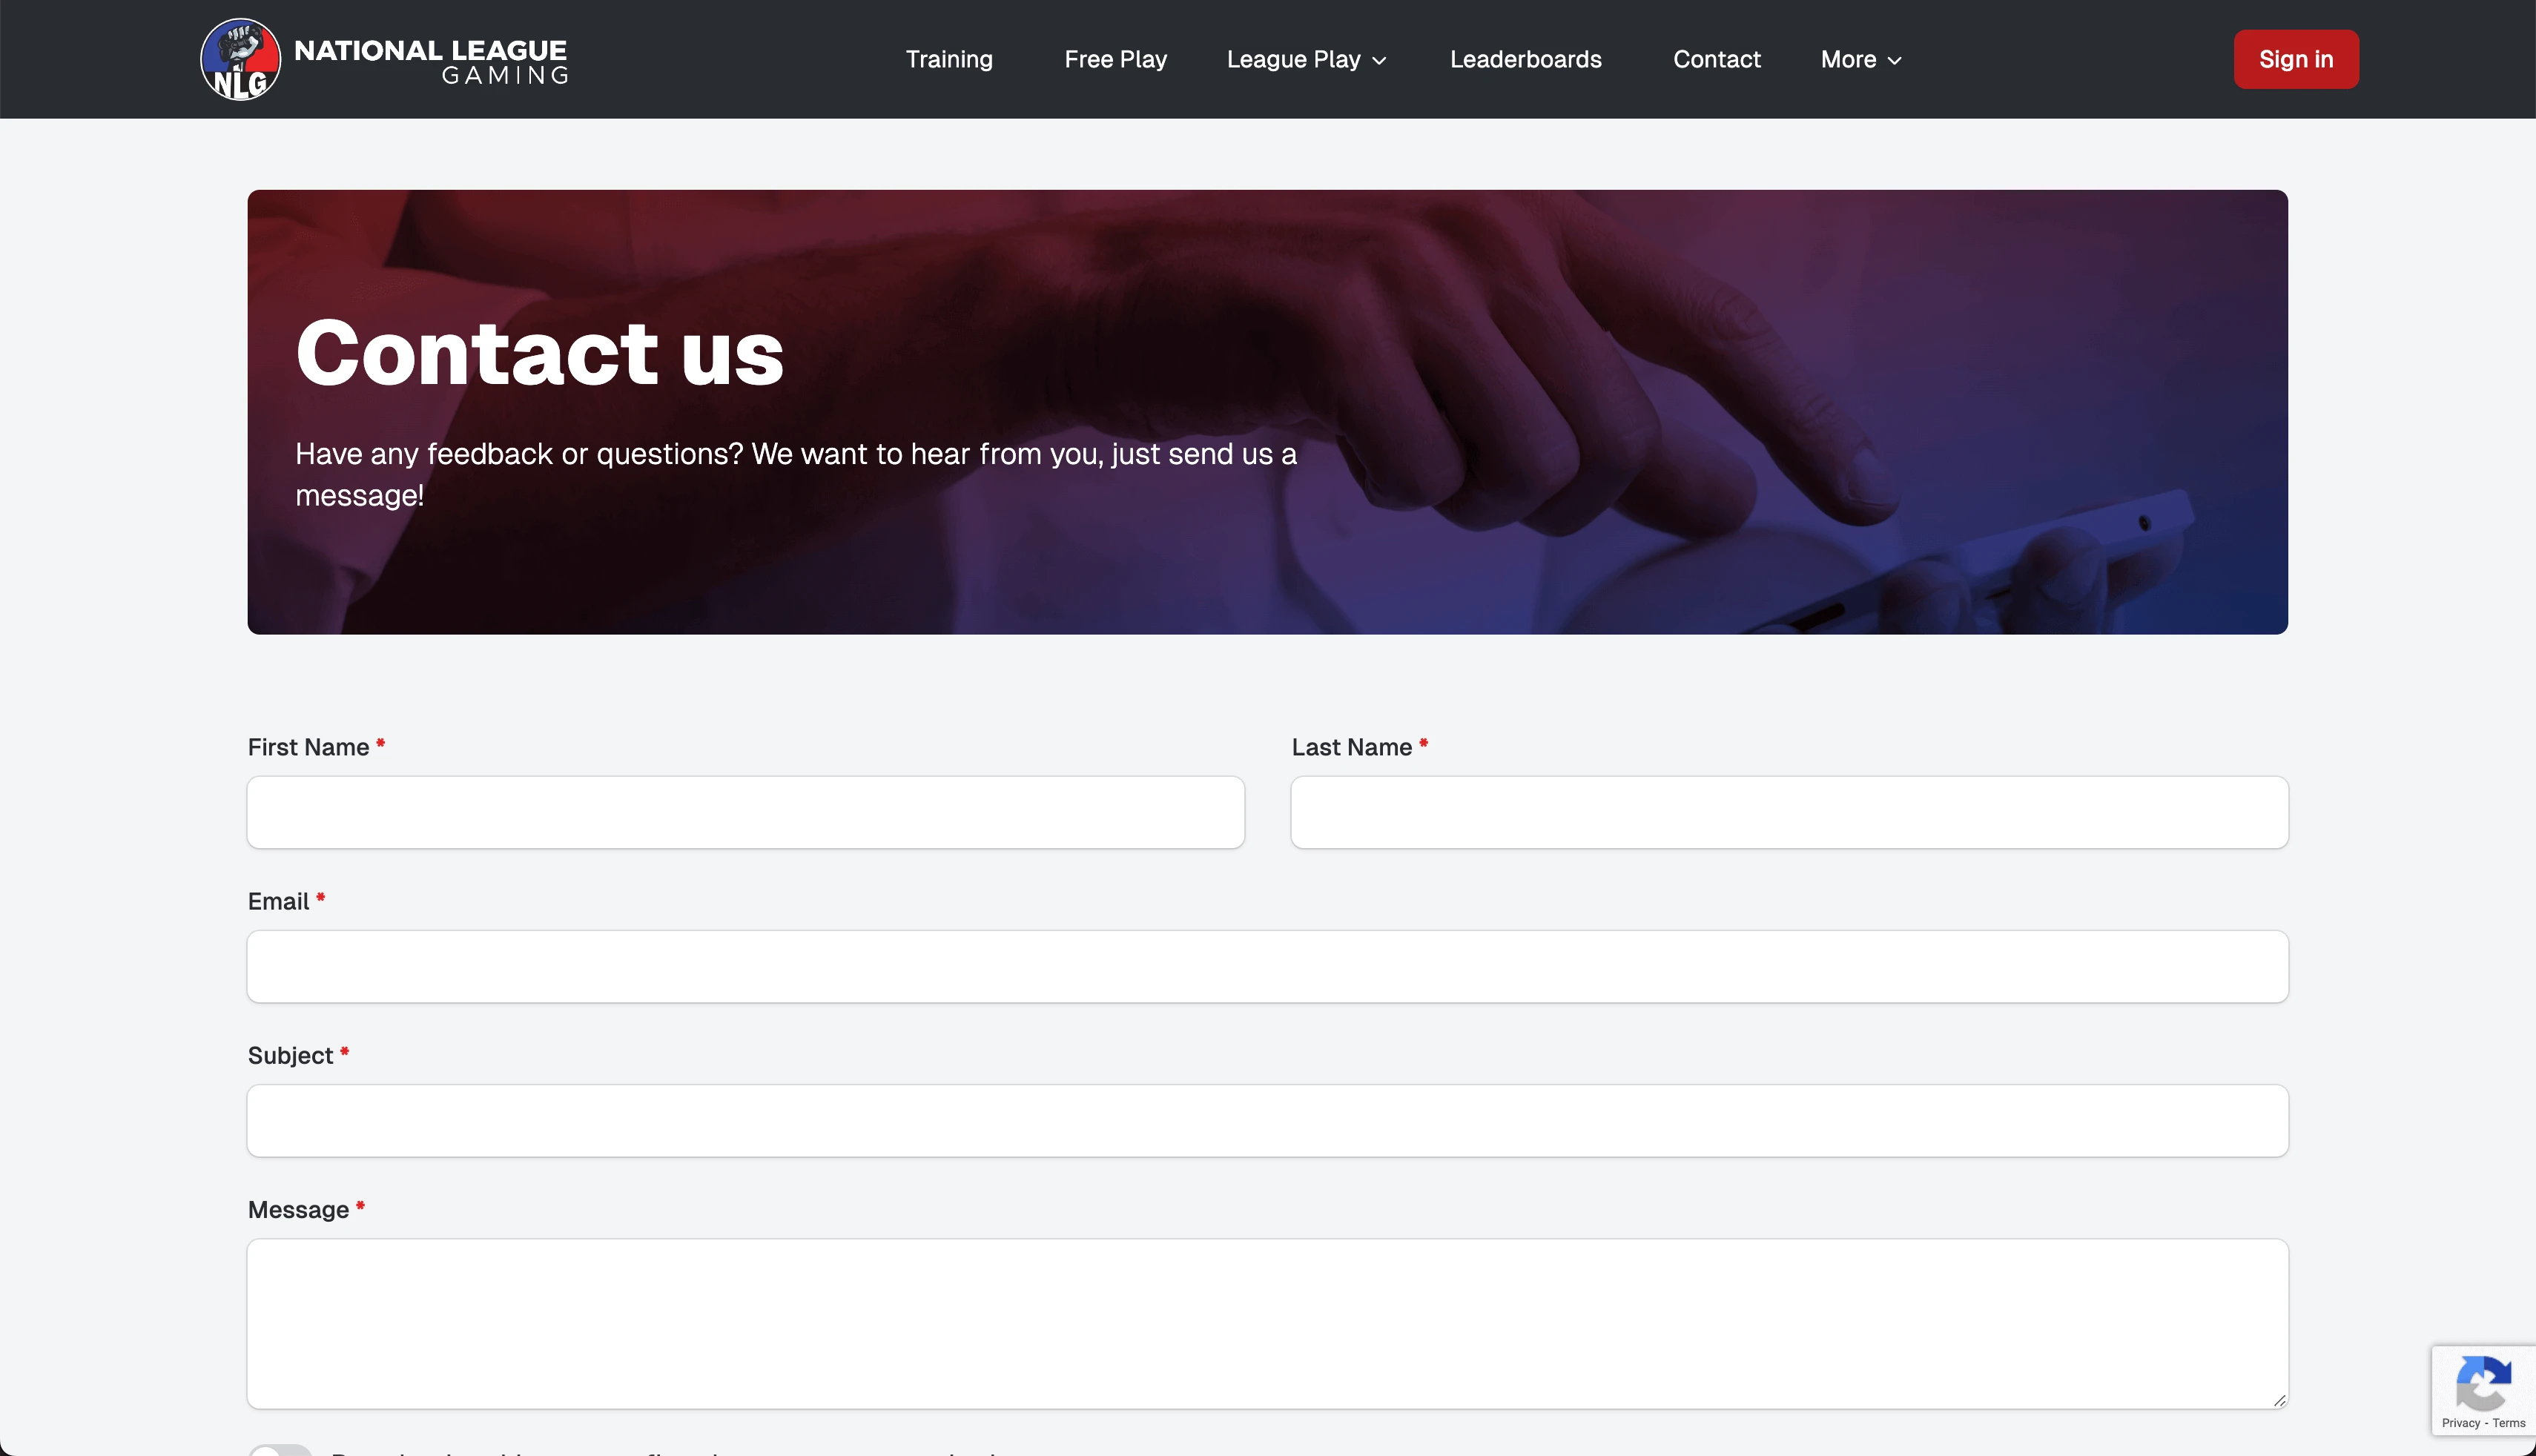 NLG
NATIONAL LEAGUE
GAMING
Training
Free Play
League Play
Leaderboards
Contact
More
Sign in
Contact us
Have any feedback or questions? We want to hear from you, just send us a
message!
First Name *
Last Name *
Email *
Subject *
Message *
Privacy - Terms